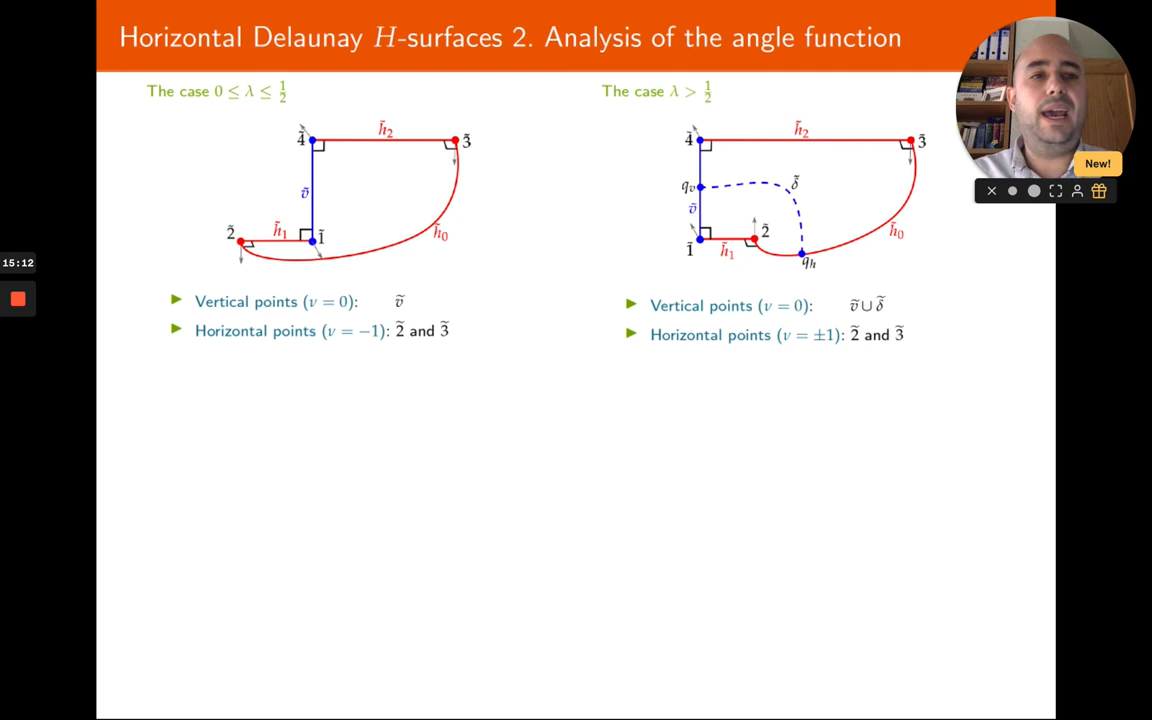 Horizontal Delaunay H-surfaces 2. Analysis of the angle function
The case 0 ≤ λ ≤ 1/2
4̃ h̃₂ 3̃
ṽ
2̃ h̃₁ 1̃ h̃₀
▶ Vertical points (ν = 0): ṽ
▶ Horizontal points (ν = −1): 2̃ and 3̃
The case λ > 1/2
4̃ h̃₂ 3̃
qᵥ δ̃
ṽ
1̃ h̃₁ 2̃ h̃₀
qₕ
▶ Vertical points (ν = 0): ṽ ∪ δ̃
▶ Horizontal points (ν = ±1): 2̃ and 3̃
New!
15:12